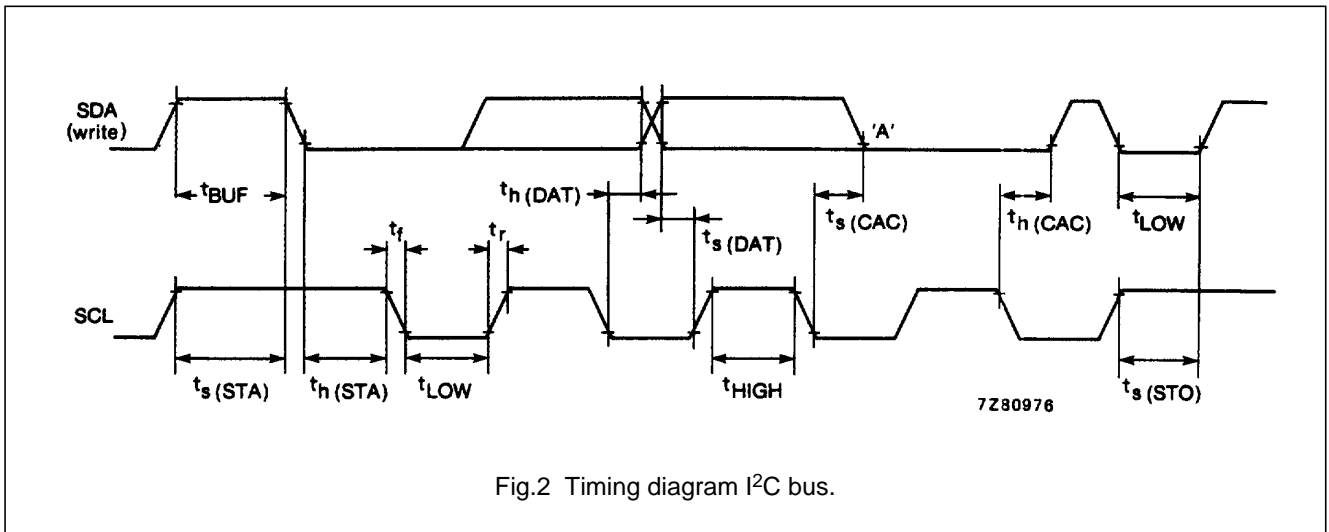 SDA
(write)
'A'
tBUF
th (DAT)
ts (CAC)
th (CAC)
tLOW
ts (DAT)
tf
tr
SCL
ts (STA)
th (STA)
tLOW
tHIGH
ts (STO)
7Z80976
Fig.2 Timing diagram I2C bus.